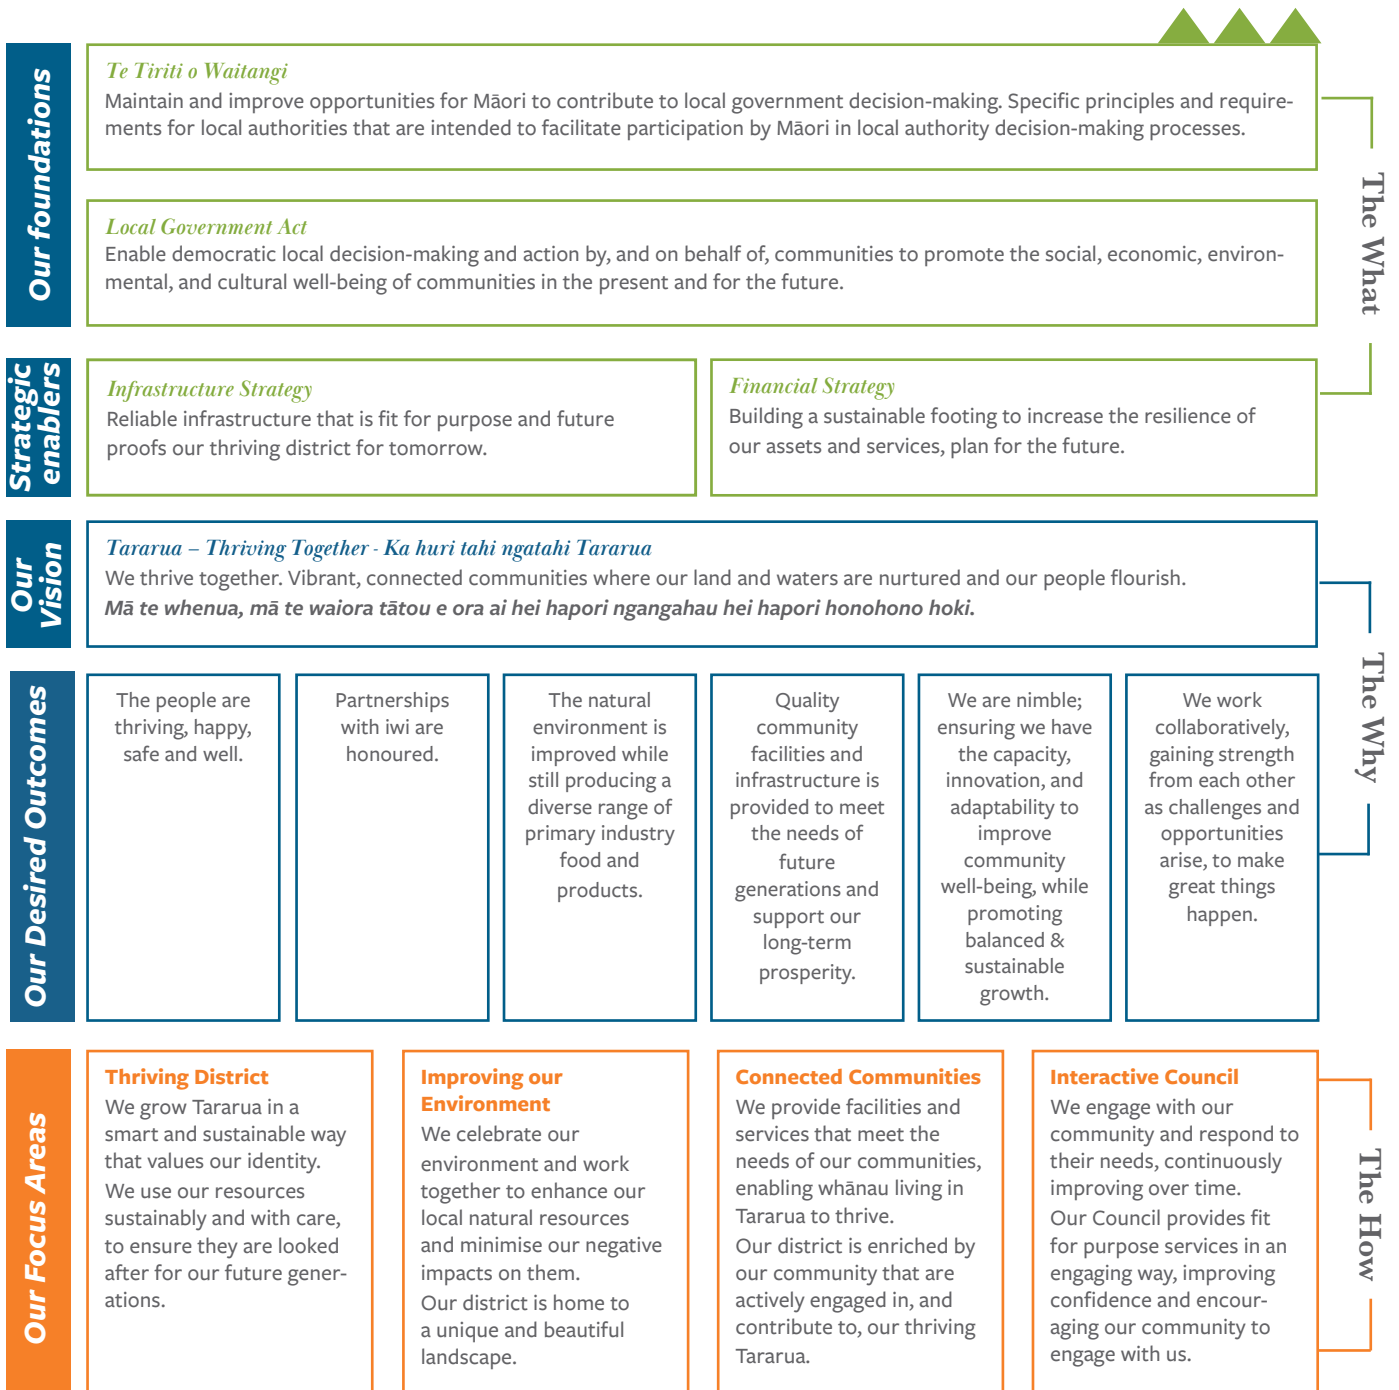 Our foundations
Te Tiriti o Waitangi
Maintain and improve opportunities for Māori to contribute to local government decision-making. Specific principles and require-
ments for local authorities that are intended to facilitate participation by Māori in local authority decision-making processes.
Local Government Act
Enable democratic local decision-making and action by, and on behalf of, communities to promote the social, economic, environ-
mental, and cultural well-being of communities in the present and for the future.
The What
Strategic
enablers
Infrastructure Strategy
Reliable infrastructure that is fit for purpose and future
proofs our thriving district for tomorrow.
Financial Strategy
Building a sustainable footing to increase the resilience of
our assets and services, plan for the future.
Our
Vision
Tararua – Thriving Together - Ka huri tahi ngatahi Tararua
We thrive together. Vibrant, connected communities where our land and waters are nurtured and our people flourish.
Mā te whenua, mā te waiora tātou e ora ai hei hapori ngangahau hei hapori honohono hoki.
The Why
Our Desired Outcomes
The people are
thriving, happy,
safe and well.
Partnerships
with iwi are
honoured.
The natural
environment is
improved while
still producing a
diverse range of
primary industry
food and
products.
Quality
community
facilities and
infrastructure is
provided to meet
the needs of
future
generations and
support our
long-term
prosperity.
We are nimble;
ensuring we have
the capacity,
innovation, and
adaptability to
improve
community
well-being, while
promoting
balanced &
sustainable
growth.
We work
collaboratively,
gaining strength
from each other
as challenges and
opportunities
arise, to make
great things
happen.
Our Focus Areas
Thriving District
We grow Tararua in a
smart and sustainable way
that values our identity.
We use our resources
sustainably and with care,
to ensure they are looked
after for our future gener-
ations.
Improving our
Environment
We celebrate our
environment and work
together to enhance our
local natural resources
and minimise our negative
impacts on them.
Our district is home to
a unique and beautiful
landscape.
Connected Communities
We provide facilities and
services that meet the
needs of our communities,
enabling whānau living in
Tararua to thrive.
Our district is enriched by
our community that are
actively engaged in, and
contribute to, our thriving
Tararua.
Interactive Council
We engage with our
community and respond to
their needs, continuously
improving over time.
Our Council provides fit
for purpose services in an
engaging way, improving
confidence and encour-
aging our community to
engage with us.
The How